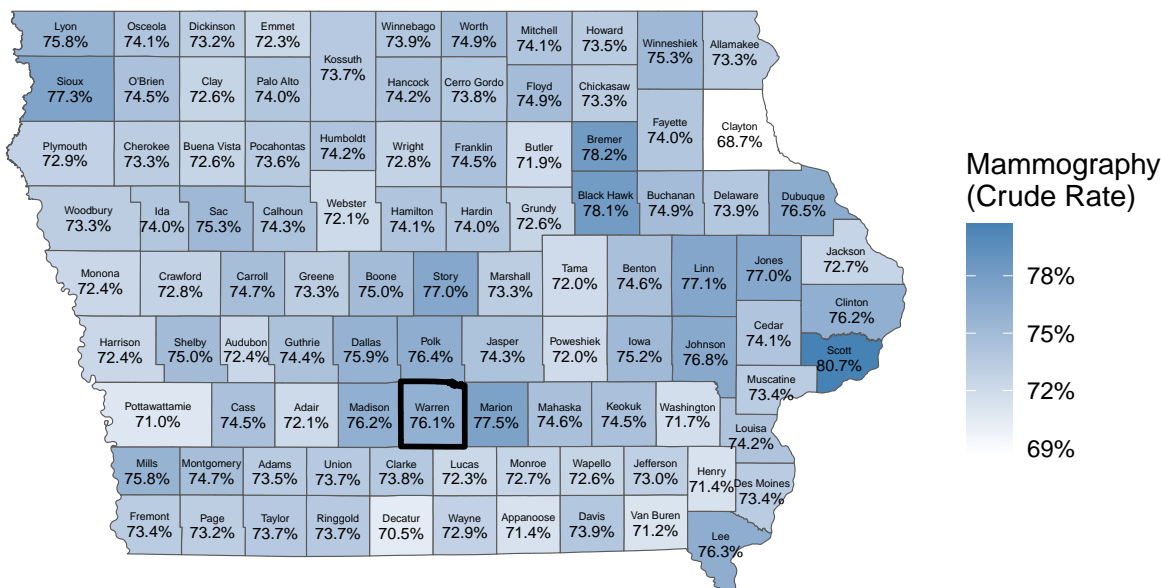 Lyon
75.8%
Osceola
74.1%
Dickinson
73.2%
Emmet
72.3%
Kossuth
73.7%
Winnebago
73.9%
Worth
74.9%
Mitchell
74.1%
Howard
73.5%
Winneshiek
75.3%
Allamakee
73.3%
Sioux
77.3%
O'Brien
74.5%
Clay
72.6%
Palo Alto
74.0%
Hancock
74.2%
Cerro Gordo
73.8%
Floyd
74.9%
Chickasaw
73.3%
Fayette
74.0%
Clayton
68.7%
Plymouth
72.9%
Cherokee
73.3%
Buena Vista
72.6%
Pocahontas
73.6%
Humboldt
74.2%
Wright
72.8%
Franklin
74.5%
Butler
71.9%
Bremer
78.2%
Mammography
(Crude Rate)
Woodbury
73.3%
Ida
74.0%
Sac
75.3%
Calhoun
74.3%
Webster
72.1%
Hamilton
74.1%
Hardin
74.0%
Grundy
72.6%
Black Hawk
78.1%
Buchanan
74.9%
Delaware
73.9%
Dubuque
76.5%
Monona
72.4%
Crawford
72.8%
Carroll
74.7%
Greene
73.3%
Boone
75.0%
Story
77.0%
Marshall
73.3%
Tama
72.0%
Benton
74.6%
Linn
77.1%
Jones
77.0%
Jackson
72.7%
78%
Clinton
76.2%
Harrison
72.4%
Shelby
75.0%
Audubon
72.4%
Guthrie
74.4%
Dallas
75.9%
Polk
76.4%
Jasper
74.3%
Poweshiek
72.0%
Iowa
75.2%
Johnson
76.8%
Cedar
74.1%
Scott
80.7%
75%
Muscatine
73.4%
72%
Pottawattamie
71.0%
Cass
74.5%
Adair
72.1%
Madison
76.2%
Warren
76.1%
Marion
77.5%
Mahaska
74.6%
Keokuk
74.5%
Washington
71.7%
Louisa
74.2%
69%
Mills
75.8%
Montgomery
74.7%
Adams
73.5%
Union
73.7%
Clarke
73.8%
Lucas
72.3%
Monroe
72.7%
Wapello
72.6%
Jefferson
73.0%
Henry
71.4%
Des Moines
73.4%
Fremont
73.4%
Page
73.2%
Taylor
73.7%
Ringgold
73.7%
Decatur
70.5%
Wayne
72.9%
Appanoose
71.4%
Davis
73.9%
Van Buren
71.2%
Lee
76.3%